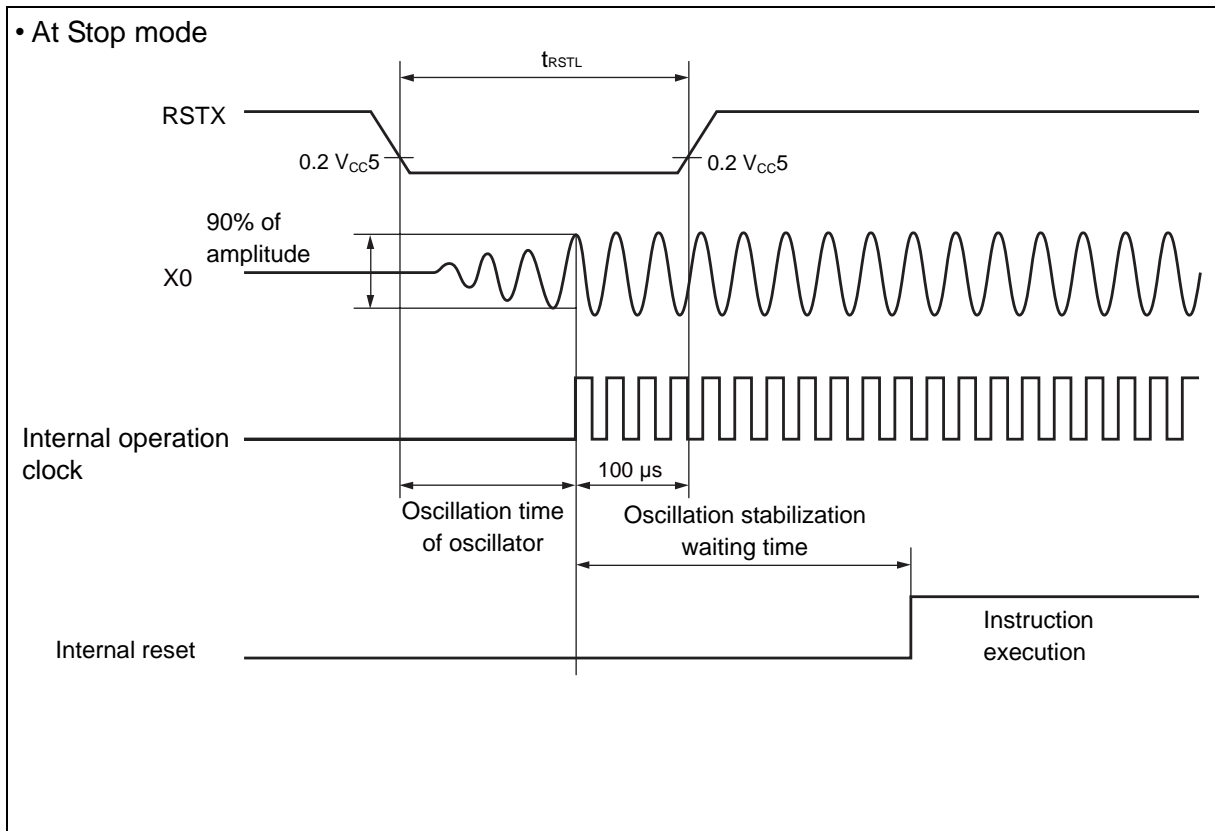 • At Stop mode
tRSTL
RSTX
0.2 VCC5
0.2 VCC5
90% of
amplitude
X0
Internal operation
clock
100 µs
Oscillation time
of oscillator
Oscillation stabilization
waiting time
Internal reset
Instruction
execution